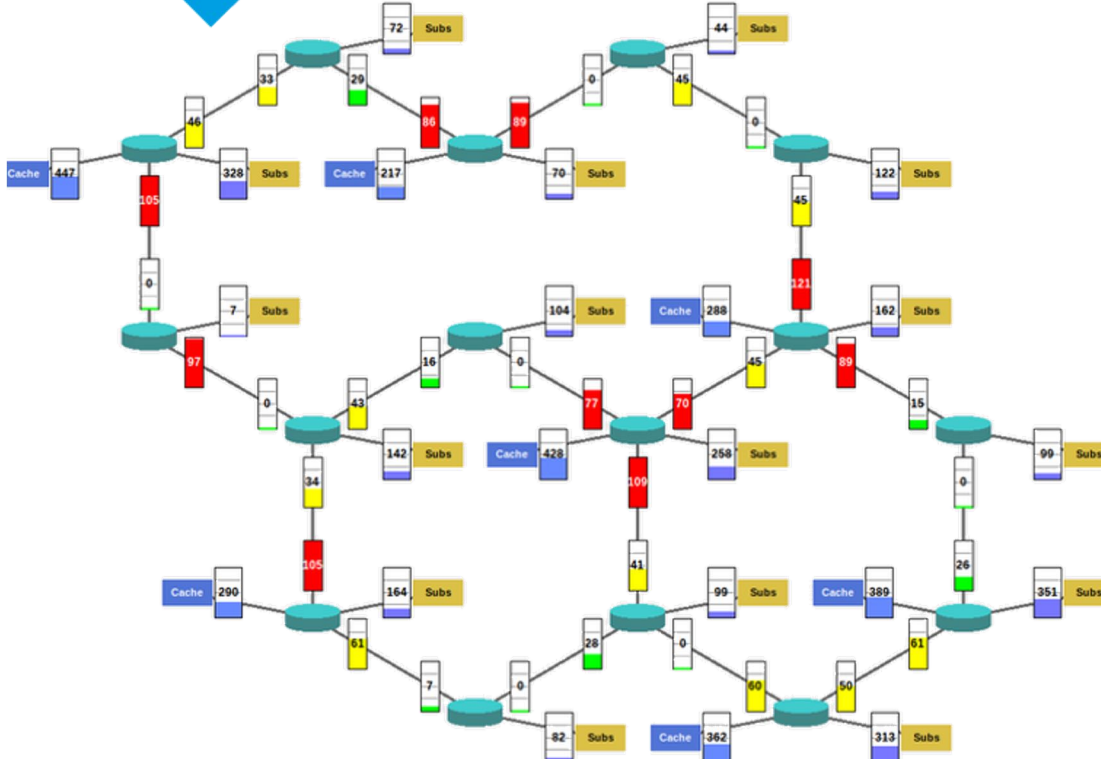 72 Subs
44 Subs
33 29 0 45
46 86 89 0
Cache 447 328 Subs Cache 217 70 Subs 122 Subs
105 45
0 121
7 Subs 104 Subs Cache 288 162 Subs
97 16 0 45 89
0 43 77 70 15
142 Subs Cache 428 258 Subs 99 Subs
34 109 0
105 41 26
Cache 290 164 Subs 99 Subs Cache 389 351 Subs
61 28 0 61
7 0 60 50
82 Subs Cache 362 313 Subs